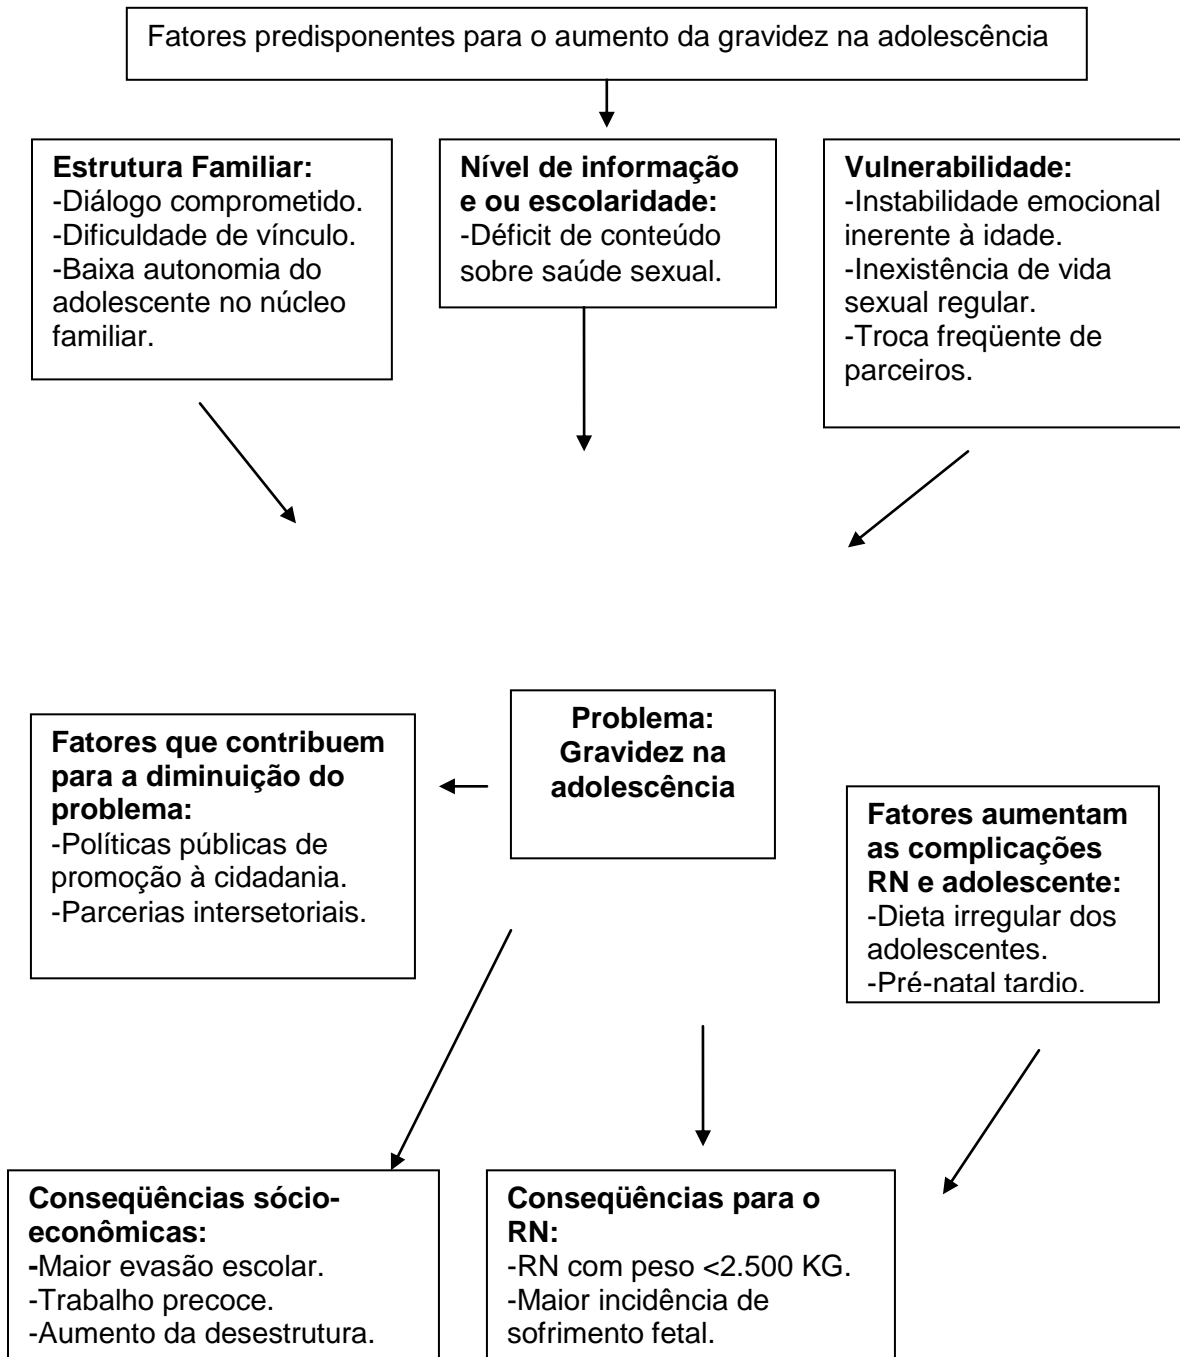 Fatores predisponentes para o aumento da gravidez na adolescência
Estrutura Familiar:
-Diálogo comprometido.
-Dificuldade de vínculo.
-Baixa autonomia do
adolescente no núcleo
familiar.
Nível de informação
e ou escolaridade:
-Déficit de conteúdo
sobre saúde sexual.
Vulnerabilidade:
-Instabilidade emocional
inerente à idade.
-Inexistência de vida
sexual regular.
-Troca freqüente de
parceiros.
Fatores que contribuem
para a diminuição do
problema:
-Políticas públicas de
promoção à cidadania.
-Parcerias intersetoriais.
Problema:
Gravidez na
adolescência
Fatores aumentam
as complicações
RN e adolescente:
-Dieta irregular dos
adolescentes.
-Pré-natal tardio.
Conseqüências sócio-
econômicas:
-Maior evasão escolar.
-Trabalho precoce.
-Aumento da desestrutura.
Conseqüências para o
RN:
-RN com peso <2.500 KG.
-Maior incidência de
sofrimento fetal.